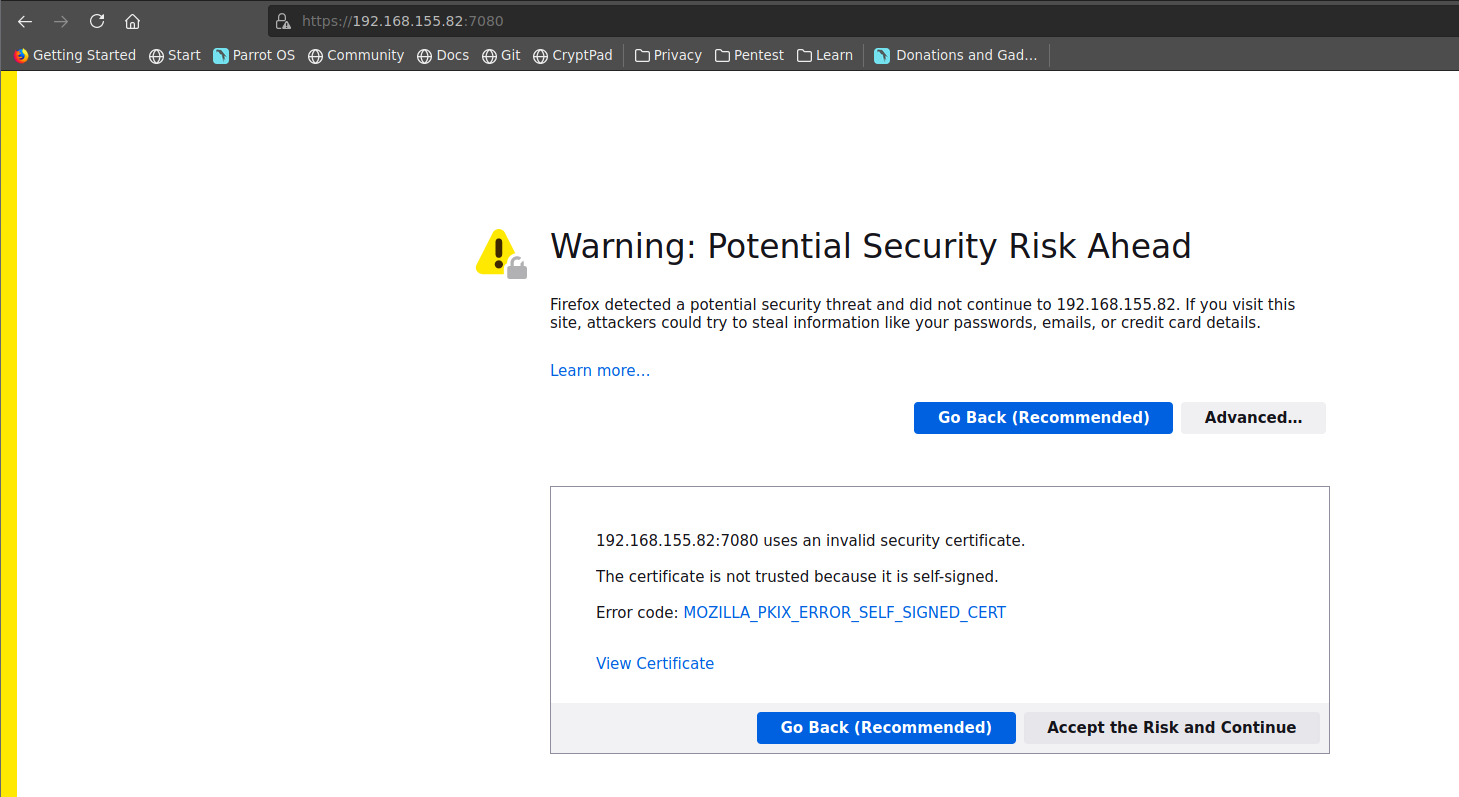 https://192.168.155.82:7080
Getting Started Start Parrot OS Community Docs Git CryptPad Privacy Pentest Learn Donations and Gad…
Warning: Potential Security Risk Ahead
Firefox detected a potential security threat and did not continue to 192.168.155.82. If you visit this
site, attackers could try to steal information like your passwords, emails, or credit card details.
Learn more…
Go Back (Recommended) Advanced…
192.168.155.82:7080 uses an invalid security certificate.
The certificate is not trusted because it is self-signed.
Error code: MOZILLA_PKIX_ERROR_SELF_SIGNED_CERT
View Certificate
Go Back (Recommended) Accept the Risk and Continue